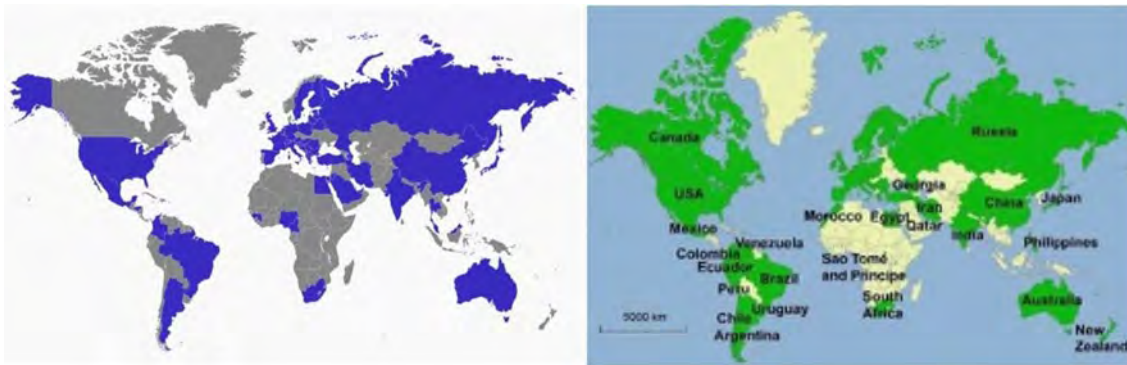 Canada
Russia
USA
Georgia
Iran
China
Japan
Morocco
Egypt
Qatar
India
Mexico
Venezuela
Philippines
Colombia
Ecuador
Sao Tomé
and Principe
Brazil
Peru
South
Africa
Uruguay
Australia
Chile
Argentina
5000 km
New
Zealand